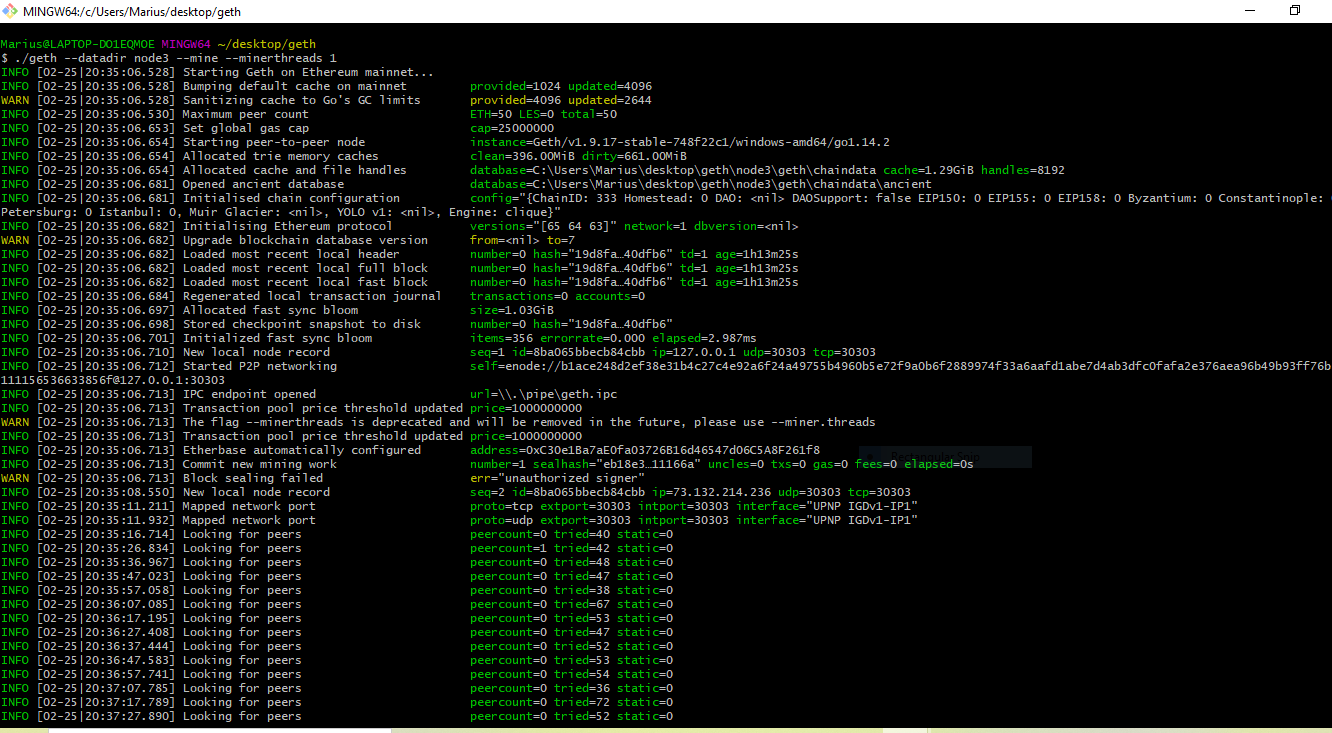 MINGW64:/c/Users/Marius/desktop/geth
Marius@LAPTOP-DO1EQMOE MINGW64 ~/desktop/geth
$ ./geth --datadir node3 --mine --minerthreads 1
INFO [02-25|20:35:06.528] Starting Geth on Ethereum mainnet...
INFO [02-25|20:35:06.528] Bumping default cache on mainnet provided=1024 updated=4096
WARN [02-25|20:35:06.528] Sanitizing cache to Go's GC limits provided=4096 updated=2644
INFO [02-25|20:35:06.530] Maximum peer count ETH=50 LES=0 total=50
INFO [02-25|20:35:06.653] Set global gas cap cap=25000000
INFO [02-25|20:35:06.654] Starting peer-to-peer node instance=Geth/v1.9.17-stable-748f22c1/windows-amd64/go1.14.2
INFO [02-25|20:35:06.654] Allocated trie memory caches clean=396.00MiB dirty=661.00MiB
INFO [02-25|20:35:06.654] Allocated cache and file handles database=C:\Users\Marius\desktop\geth\node3\geth\chaindata cache=1.29GiB handles=8192
INFO [02-25|20:35:06.681] Opened ancient database database=C:\Users\Marius\desktop\geth\node3\geth\chaindata\ancient
INFO [02-25|20:35:06.681] Initialised chain configuration config="{ChainID: 333 Homestead: 0 DAO: <nil> DAOSupport: false EIP150: 0 EIP155: 0 EIP158: 0 Byzantium: 0 Constantinople:
Petersburg: 0 Istanbul: 0, Muir Glacier: <nil>, YOLO v1: <nil>, Engine: clique}"
INFO [02-25|20:35:06.682] Initialising Ethereum protocol versions="[65 64 63]" network=1 dbversion=<nil>
WARN [02-25|20:35:06.682] Upgrade blockchain database version from=<nil> to=7
INFO [02-25|20:35:06.682] Loaded most recent local header number=0 hash="19d8fa…40dfb6" td=1 age=1h13m25s
INFO [02-25|20:35:06.682] Loaded most recent local full block number=0 hash="19d8fa…40dfb6" td=1 age=1h13m25s
INFO [02-25|20:35:06.682] Loaded most recent local fast block number=0 hash="19d8fa…40dfb6" td=1 age=1h13m25s
INFO [02-25|20:35:06.684] Regenerated local transaction journal transactions=0 accounts=0
INFO [02-25|20:35:06.697] Allocated fast sync bloom size=1.03GiB
INFO [02-25|20:35:06.698] Stored checkpoint snapshot to disk number=0 hash="19d8fa…40dfb6"
INFO [02-25|20:35:06.701] Initialized fast sync bloom items=356 errorrate=0.000 elapsed=2.987ms
INFO [02-25|20:35:06.710] New local node record seq=1 id=8ba065bbecb84cbb ip=127.0.0.1 udp=30303 tcp=30303
INFO [02-25|20:35:06.712] Started P2P networking self=enode://b1ace248d2ef38e31b4c27c4e92a6f24a49755b4960b5e72f9a0b6f2889974f33a6aafd1abe7d4ab3dfc0fafa2e376aea96b49b93ff76b
111156536633856f@127.0.0.1:30303
INFO [02-25|20:35:06.713] IPC endpoint opened url=\\.\pipe\geth.ipc
INFO [02-25|20:35:06.713] Transaction pool price threshold updated price=1000000000
WARN [02-25|20:35:06.713] The flag --minerthreads is deprecated and will be removed in the future, please use --miner.threads
INFO [02-25|20:35:06.713] Transaction pool price threshold updated price=1000000000
INFO [02-25|20:35:06.713] Etherbase automatically configured address=0xC30e1Ba7aE0fa03726B16d46547d06C5A8F261f8
INFO [02-25|20:35:06.713] Commit new mining work number=1 sealhash="eb18e3…11166a" uncles=0 txs=0 gas=0 fees=0 elapsed=0s
WARN [02-25|20:35:06.713] Block sealing failed err="unauthorized signer"
INFO [02-25|20:35:08.550] New local node record seq=2 id=8ba065bbecb84cbb ip=73.132.214.236 udp=30303 tcp=30303
INFO [02-25|20:35:11.211] Mapped network port proto=tcp extport=30303 intport=30303 interface="UPNP IGDv1-IP1"
INFO [02-25|20:35:11.932] Mapped network port proto=udp extport=30303 intport=30303 interface="UPNP IGDv1-IP1"
INFO [02-25|20:35:16.714] Looking for peers peercount=0 tried=40 static=0
INFO [02-25|20:35:26.834] Looking for peers peercount=1 tried=42 static=0
INFO [02-25|20:35:36.967] Looking for peers peercount=0 tried=48 static=0
INFO [02-25|20:35:47.023] Looking for peers peercount=0 tried=47 static=0
INFO [02-25|20:35:57.058] Looking for peers peercount=0 tried=38 static=0
INFO [02-25|20:36:07.085] Looking for peers peercount=0 tried=67 static=0
INFO [02-25|20:36:17.195] Looking for peers peercount=0 tried=53 static=0
INFO [02-25|20:36:27.408] Looking for peers peercount=0 tried=47 static=0
INFO [02-25|20:36:37.444] Looking for peers peercount=0 tried=52 static=0
INFO [02-25|20:36:47.583] Looking for peers peercount=0 tried=53 static=0
INFO [02-25|20:36:57.741] Looking for peers peercount=0 tried=54 static=0
INFO [02-25|20:37:07.785] Looking for peers peercount=0 tried=36 static=0
INFO [02-25|20:37:17.789] Looking for peers peercount=0 tried=72 static=0
INFO [02-25|20:37:27.890] Looking for peers peercount=0 tried=52 static=0